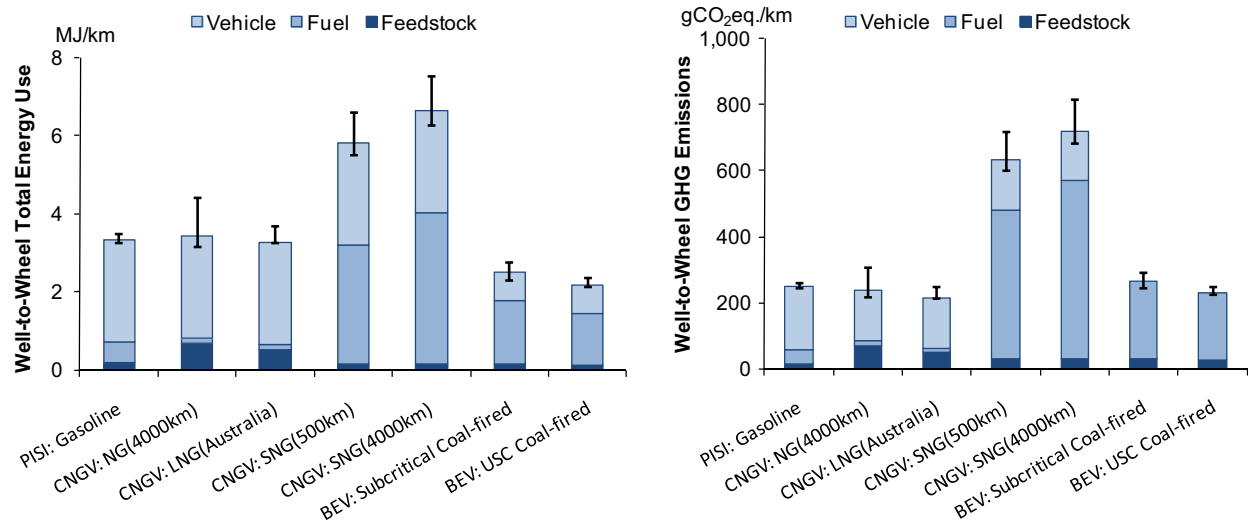 Vehicle Fuel Feedstock
MJ/km
Well-to-Wheel Total Energy Use
8
6
4
2
0
PISI: Gasoline
CNGV: NG(4000km)
CNGV: LNG(Australia)
CNGV: SNG(500km)
CNGV: SNG(4000km)
BEV: Subcritical Coal-fired
BEV: USC Coal-fired
gCO₂eq./km
Vehicle Fuel Feedstock
Well-to-Wheel GHG Emissions
1,000
800
600
400
200
0
PISI: Gasoline
CNGV: NG(4000km)
CNGV: LNG(Australia)
CNGV: SNG(500km)
CNGV: SNG(4000km)
BEV: Subcritical Coal-fired
BEV: USC Coal-fired